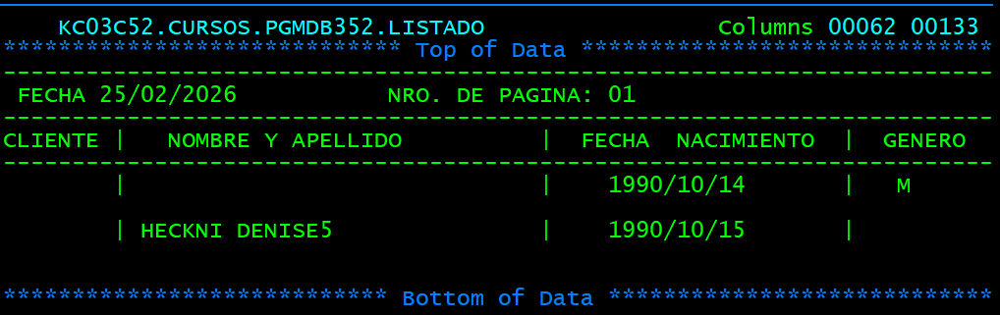 KC03C52.CURSOS.PGMDB352.LISTADO Columns 00062 00133
***************************** Top of Data ******************************
------------------------------------------------------------------------
FECHA 25/02/2026 NRO. DE PAGINA: 01
------------------------------------------------------------------------
CLIENTE | NOMBRE Y APELLIDO | FECHA NACIMIENTO | GENERO
------------------------------------------------------------------------
| | 1990/10/14 | M
| HECKNI DENISE5 | 1990/10/15 |
**************************** Bottom of Data ****************************